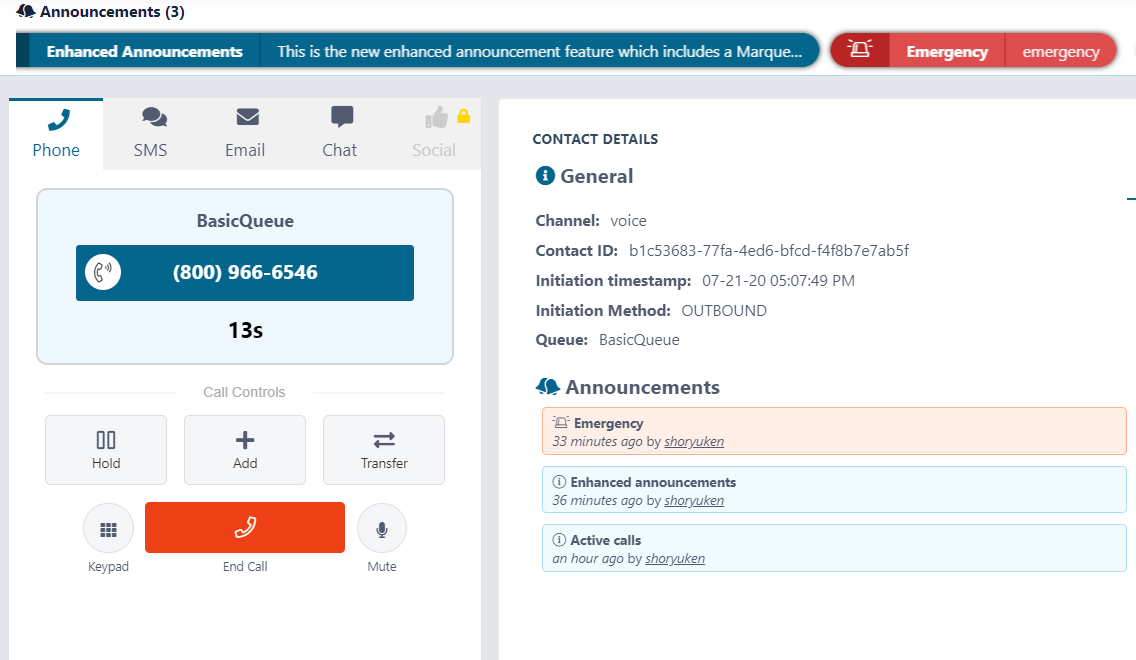 Announcements (3)
Enhanced Announcements This is the new enhanced announcement feature which includes a Marque... Emergency emergency
Phone SMS Email Chat Social
BasicQueue
(800) 966-6546
13s
Call Controls
Hold Add Transfer
Keypad End Call Mute
CONTACT DETAILS
General
Channel: voice
Contact ID: b1c53683-77fa-4ed6-bfcd-f4f8b7e7ab5f
Initiation timestamp: 07-21-20 05:07:49 PM
Initiation Method: OUTBOUND
Queue: BasicQueue
Announcements
Emergency
33 minutes ago by shoryuken
Enhanced announcements
36 minutes ago by shoryuken
Active calls
an hour ago by shoryuken